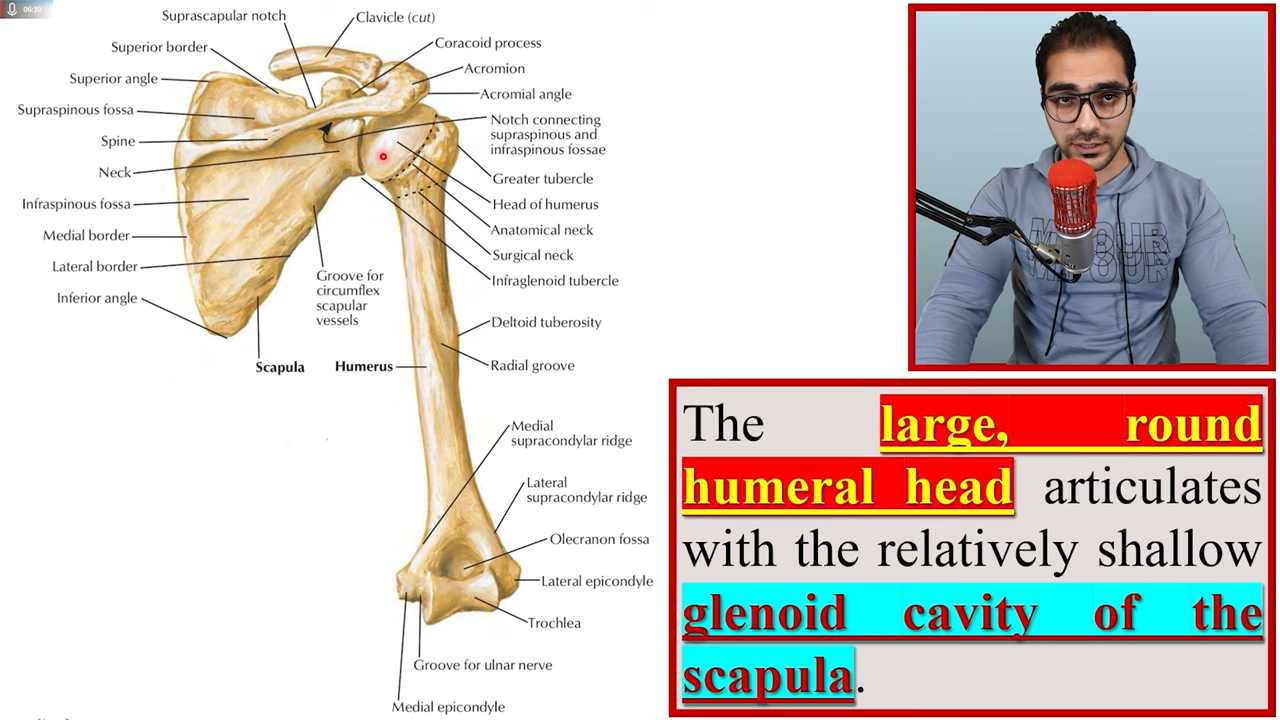 06:30
Suprascapular notch
Clavicle (cut)
Superior border
Coracoid process
Superior angle
Acromion
Supraspinous fossa
Acromial angle
Spine
Notch connecting
supraspinous and
infraspinous fossae
Neck
Greater tubercle
Infraspinous fossa
Head of humerus
Medial border
Anatomical neck
Lateral border
Surgical neck
Inferior angle
Infraglenoid tubercle
Groove for
circumflex
scapular
vessels
Deltoid tuberosity
Scapula
Humerus
Radial groove
Medial
supracondylar ridge
Lateral
supracondylar ridge
Olecranon fossa
Lateral epicondyle
Trochlea
Groove for ulnar nerve
Medial epicondyle
The large, round
humeral head articulates
with the relatively shallow
glenoid cavity of the
scapula.